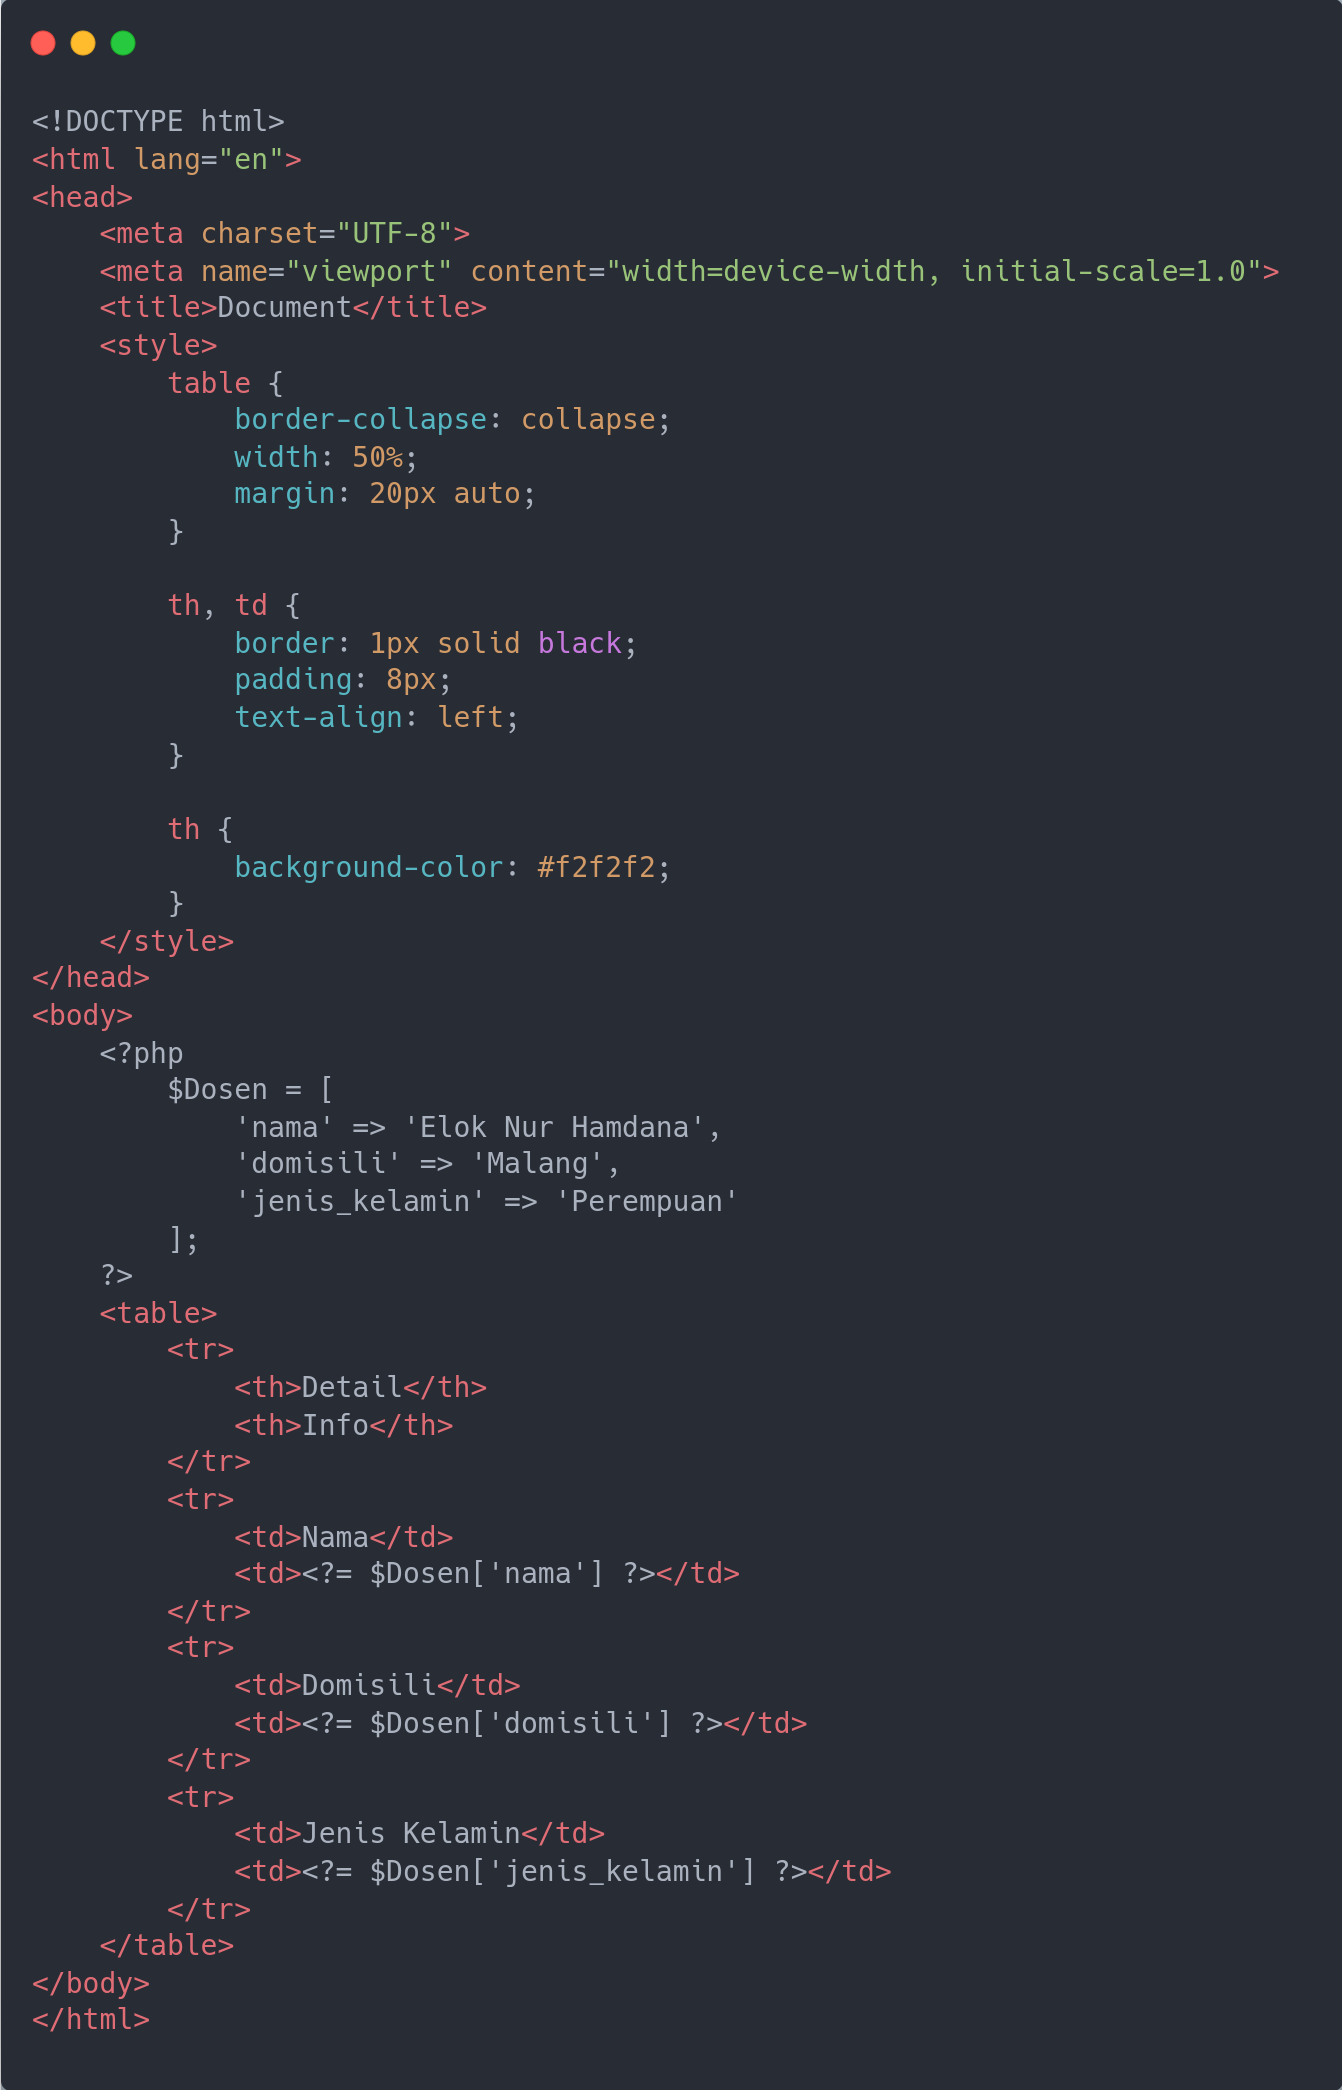 <!DOCTYPE html>
<html lang="en">
<head>
    <meta charset="UTF-8">
    <meta name="viewport" content="width=device-width, initial-scale=1.0">
    <title>Document</title>
    <style>
        table {
            border-collapse: collapse;
            width: 50%;
            margin: 20px auto;
        }

        th, td {
            border: 1px solid black;
            padding: 8px;
            text-align: left;
        }

        th {
            background-color: #f2f2f2;
        }
    </style>
</head>
<body>
    <?php
        $Dosen = [
            'nama' => 'Elok Nur Hamdana',
            'domisili' => 'Malang',
            'jenis_kelamin' => 'Perempuan'
        ];
    ?>
    <table>
        <tr>
            <th>Detail</th>
            <th>Info</th>
        </tr>
        <tr>
            <td>Nama</td>
            <td><?= $Dosen['nama'] ?></td>
        </tr>
        <tr>
            <td>Domisili</td>
            <td><?= $Dosen['domisili'] ?></td>
        </tr>
        <tr>
            <td>Jenis Kelamin</td>
            <td><?= $Dosen['jenis_kelamin'] ?></td>
        </tr>
    </table>
</body>
</html>